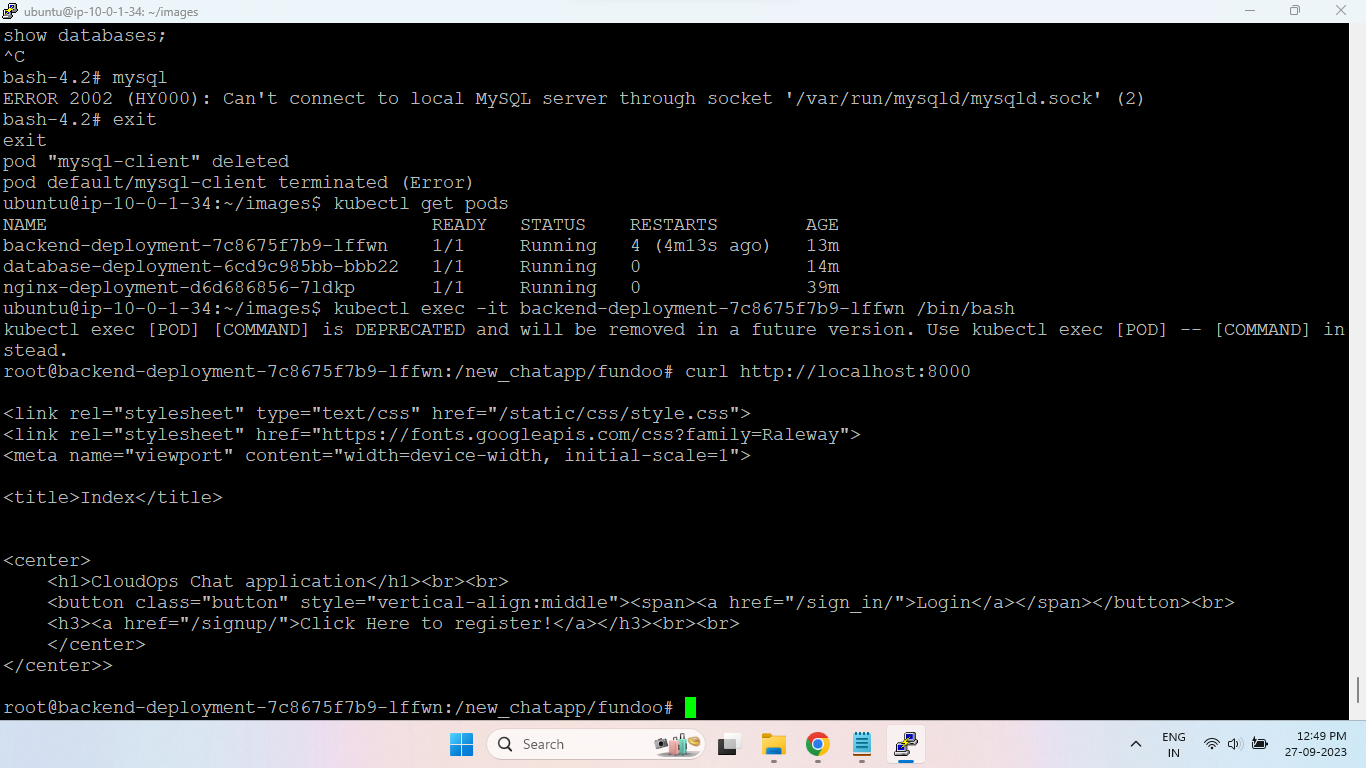 ubuntu@ip-10-0-1-34: ~/images
show databases;
^C
bash-4.2# mysql
ERROR 2002 (HY000): Can't connect to local MySQL server through socket '/var/run/mysqld/mysqld.sock' (2)
bash-4.2# exit
exit
pod "mysql-client" deleted
pod default/mysql-client terminated (Error)
ubuntu@ip-10-0-1-34:~/images$ kubectl get pods
NAME                                   READY   STATUS    RESTARTS        AGE
backend-deployment-7c8675f7b9-lffwn    1/1     Running   4 (4m13s ago)   13m
database-deployment-6cd9c985bb-bbb22   1/1     Running   0               14m
nginx-deployment-d6d686856-7ldkp       1/1     Running   0               39m
ubuntu@ip-10-0-1-34:~/images$ kubectl exec -it backend-deployment-7c8675f7b9-lffwn /bin/bash
kubectl exec [POD] [COMMAND] is DEPRECATED and will be removed in a future version. Use kubectl exec [POD] -- [COMMAND] in
stead.
root@backend-deployment-7c8675f7b9-lffwn:/new_chatapp/fundoo# curl http://localhost:8000
<link rel="stylesheet" type="text/css" href="/static/css/style.css">
<link rel="stylesheet" href="https://fonts.googleapis.com/css?family=Raleway">
<meta name="viewport" content="width=device-width, initial-scale=1">
<title>Index</title>
<center>
    <h1>CloudOps Chat application</h1><br><br>
    <button class="button" style="vertical-align:middle"><span><a href="/sign_in/">Login</a></span></button><br>
    <h3><a href="/signup/">Click Here to register!</a></h3><br><br>
    </center>
</center>>
root@backend-deployment-7c8675f7b9-lffwn:/new_chatapp/fundoo#
Search
ENG
IN
12:49 PM
27-09-2023